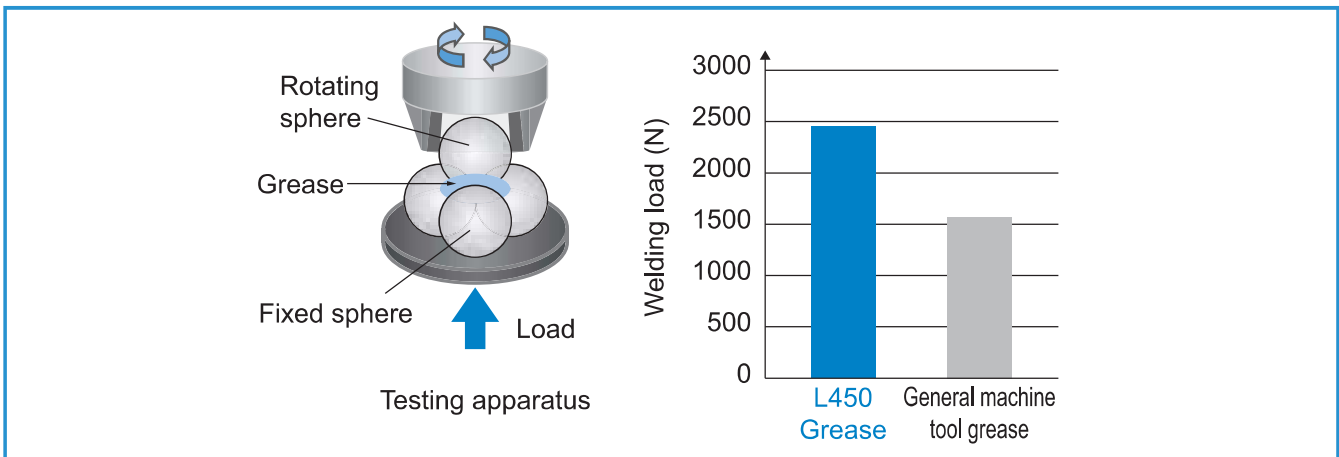 Rotating
sphere
Grease
Fixed sphere
Load
Testing apparatus
Welding load (N)
3000
2500
2000
1500
1000
500
0
L450
Grease
General machine
tool grease